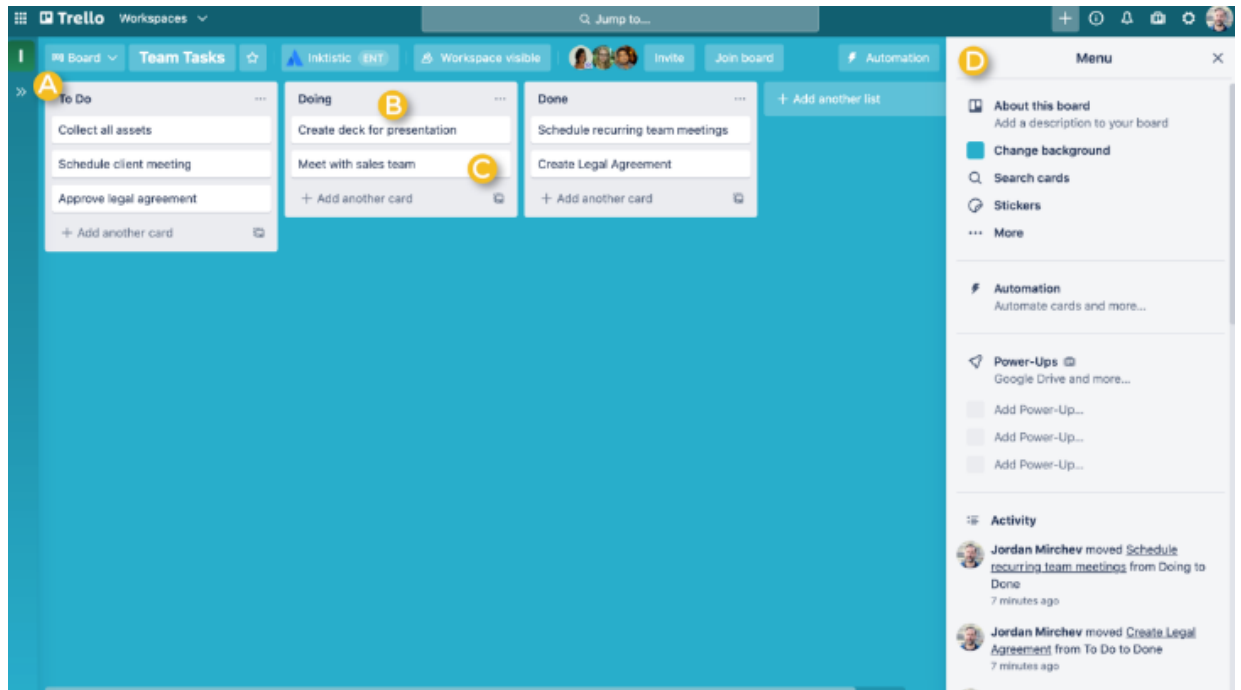 Trello Workspaces
Jump to...
I
Board
Team Tasks
Inktistic ENT
Workspace visible
Invite
Join board
Automation
A
To Do
Collect all assets
Schedule client meeting
Approve legal agreement
+ Add another card
B
Doing
Create deck for presentation
Meet with sales team
C
+ Add another card
Done
Schedule recurring team meetings
Create Legal Agreement
+ Add another card
+ Add another list
D
Menu
About this board
Add a description to your board
Change background
Search cards
Stickers
More
Automation
Automate cards and more...
Power-Ups
Google Drive and more...
Add Power-Up...
Add Power-Up...
Add Power-Up...
Activity
Jordan Mirchev moved Schedule
recurring team meetings from Doing to
Done
7 minutes ago
Jordan Mirchev moved Create Legal
Agreement from To Do to Done
7 minutes ago